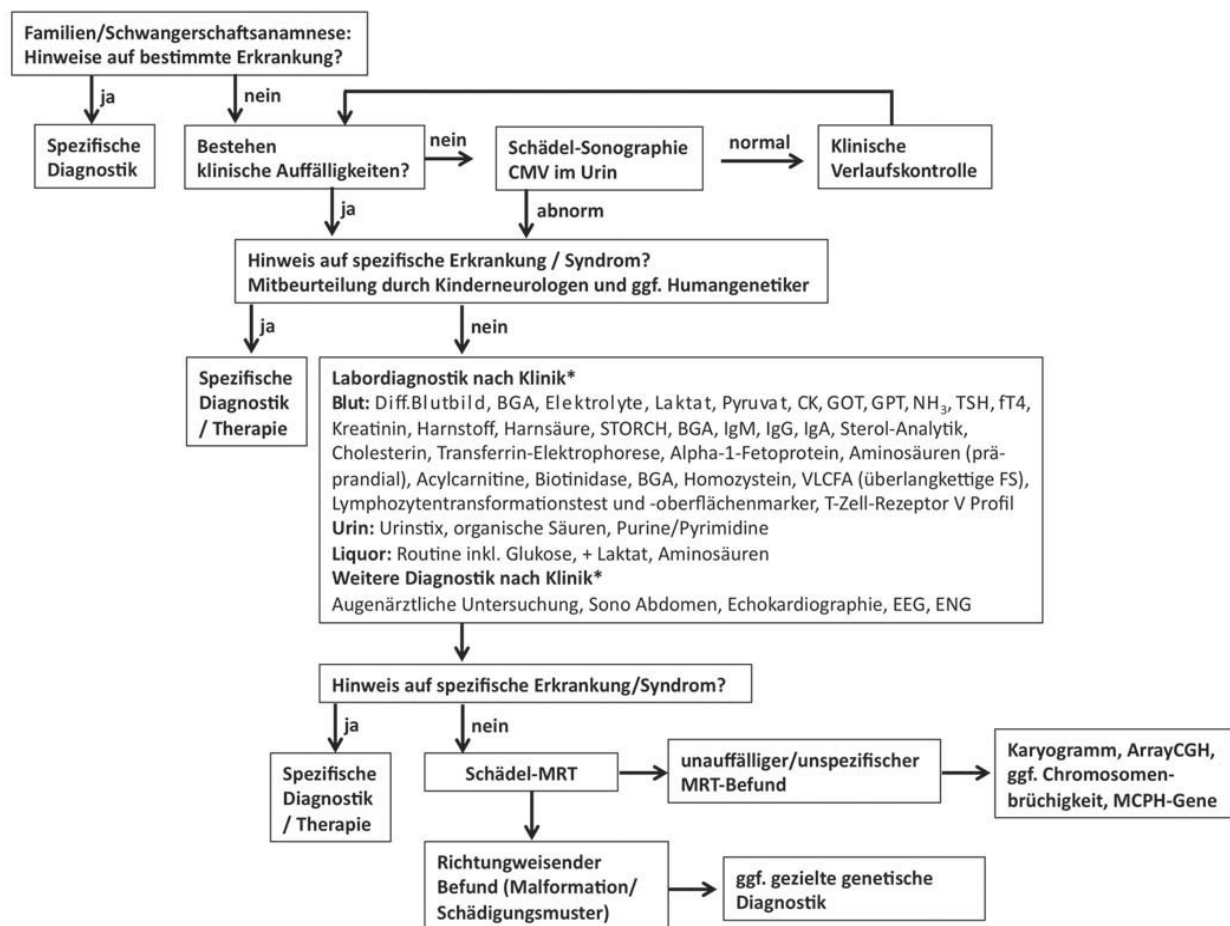 Familien/Schwangerschaftsanamnese:
Hinweise auf bestimmte Erkrankung?
ja
nein
Spezifische
Diagnostik
Bestehen
klinische Auffälligkeiten?
nein
Schädel-Sonographie
CMV im Urin
normal
Klinische
Verlaufskontrolle
ja
abnorm
Hinweis auf spezifische Erkrankung / Syndrom?
Mitbeurteilung durch Kinderneurologen und ggf. Humangenetiker
ja
nein
Spezifische
Diagnostik
/ Therapie
Labordiagnostik nach Klinik*
Blut: Diff.Blutbild, BGA, Elektrolyte, Laktat, Pyruvat, CK, GOT, GPT, NH3, TSH, fT4,
Kreatinin, Harnstoff, Harnsäure, STORCH, BGA, IgM, IgG, IgA, Sterol-Analytik,
Cholesterin, Transferrin-Elektrophorese, Alpha-1-Fetoprotein, Aminosäuren (prä-
prandial), Acylcarnitine, Biotinidase, BGA, Homozystein, VLCFA (überlangkettige FS),
Lymphozytentransformationstest und -oberflächenmarker, T-Zell-Rezeptor V Profil
Urin: Urinstix, organische Säuren, Purine/Pyrimidine
Liquor: Routine inkl. Glukose, + Laktat, Aminosäuren
Weitere Diagnostik nach Klinik*
Augenärztliche Untersuchung, Sono Abdomen, Echokardiographie, EEG, ENG
Hinweis auf spezifische Erkrankung/Syndrom?
ja
nein
Spezifische
Diagnostik
/ Therapie
Schädel-MRT
unauffälliger/unspezifischer
MRT-Befund
Karyogramm, ArrayCGH,
ggf. Chromosomen-
brüchigkeit, MCPH-Gene
Richtungweisender
Befund (Malformation/
Schädigungsmuster)
ggf. gezielte genetische
Diagnostik